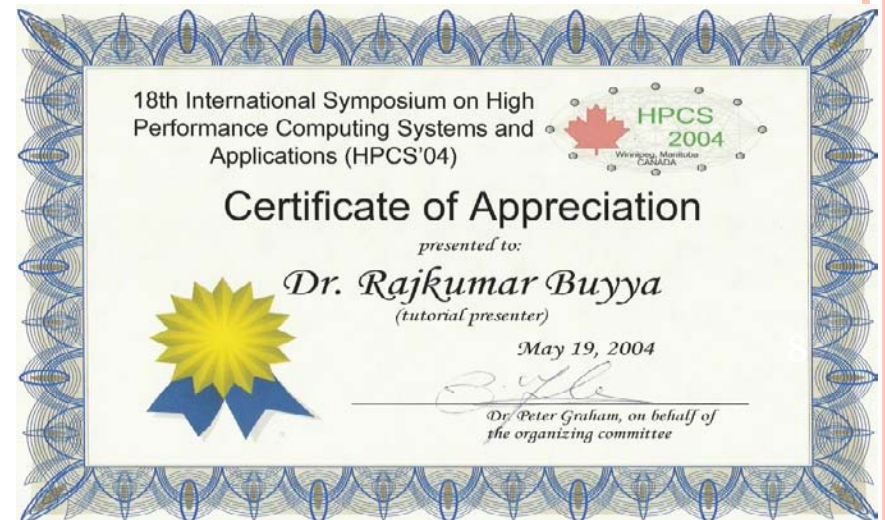 18th International Symposium on High
Performance Computing Systems and
Applications (HPCS'04)
HPCS
2004
Winnipeg, Manitoba
CANADA
Certificate of Appreciation
presented to:
Dr. Rajkumar Buyya
(tutorial presenter)
May 19, 2004
Dr. Peter Graham, on behalf of
the organizing committee